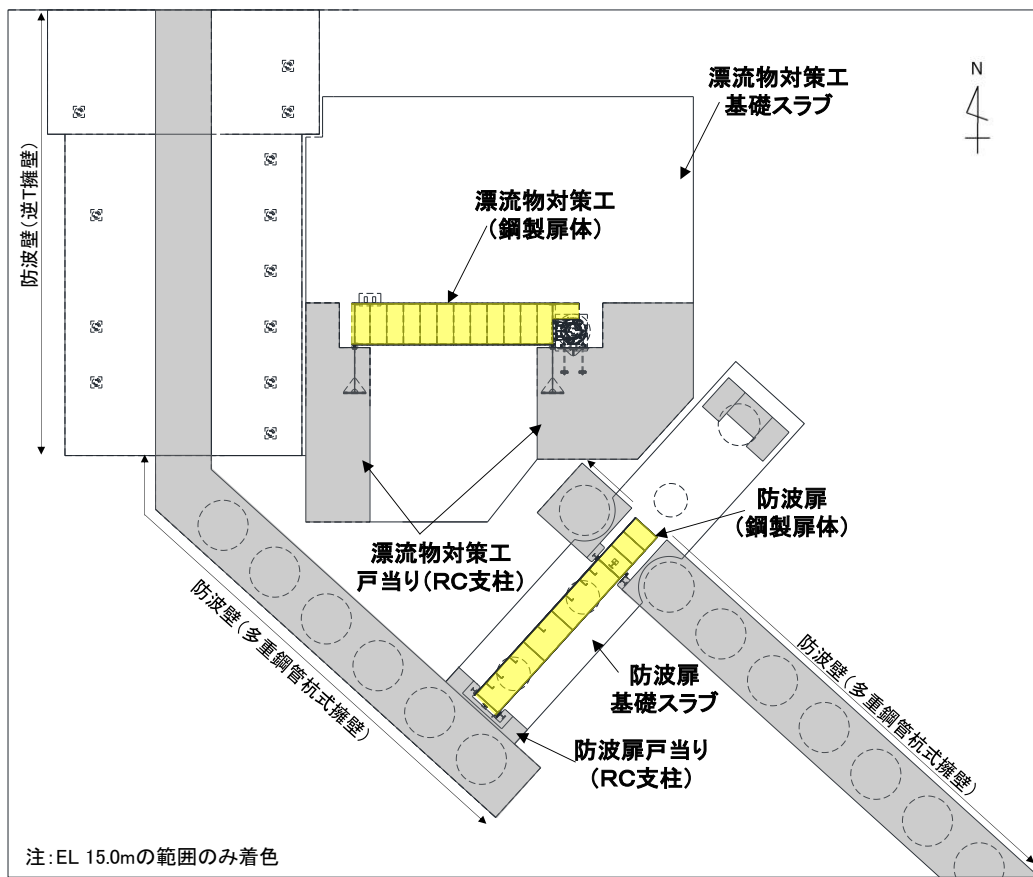 漂流物対策工
基礎スラブ
N
漂流物対策工
（鋼製扉体）
防波壁（逆T擁壁）
防波扉
（鋼製扉体）
漂流物対策工
戸当り（RC支柱）
防波壁（多重鋼管杭式擁壁）
防波扉
基礎スラブ
防波壁（多重鋼管杭式擁壁）
防波扉戸当り
（RC支柱）
注：EL 15.0mの範囲のみ着色